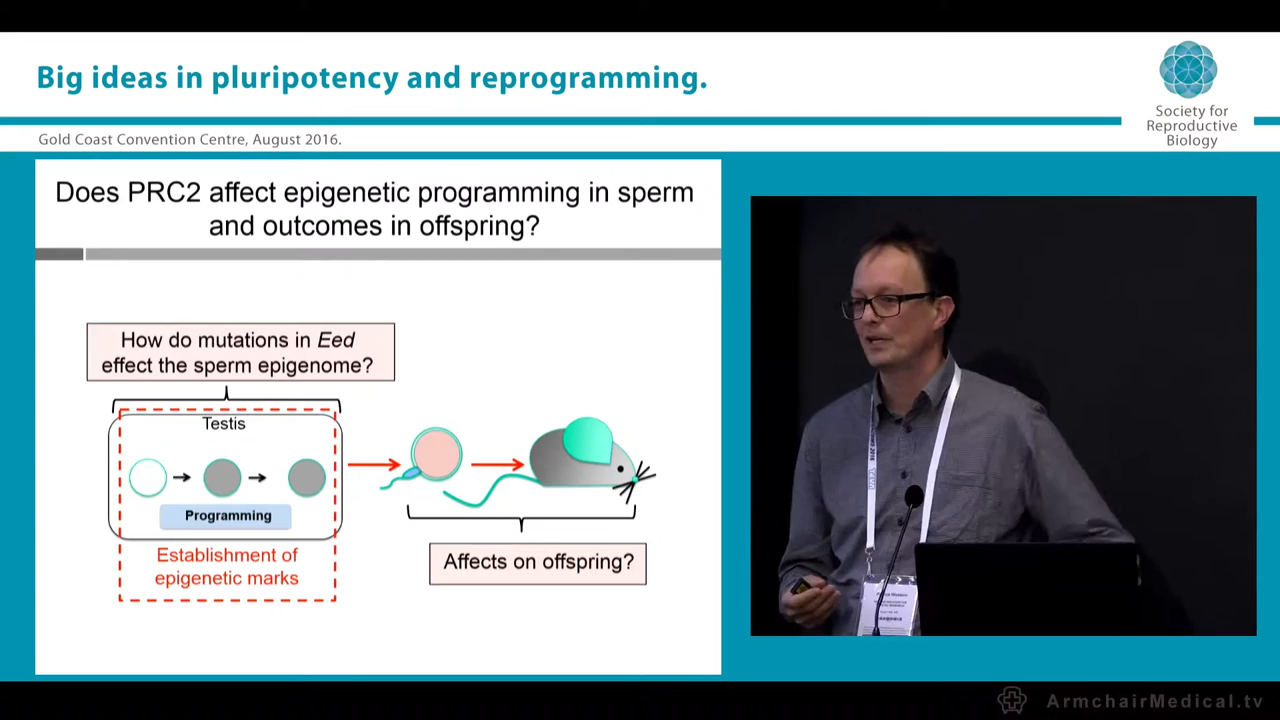 Big ideas in pluripotency and reprogramming.
Society for
Reproductive
Biology
Gold Coast Convention Centre, August 2016.
Does PRC2 affect epigenetic programming in sperm
and outcomes in offspring?
How do mutations in Eed
effect the sperm epigenome?
Testis
Programming
Establishment of
epigenetic marks
Affects on offspring?
ArmchairMedical.tv